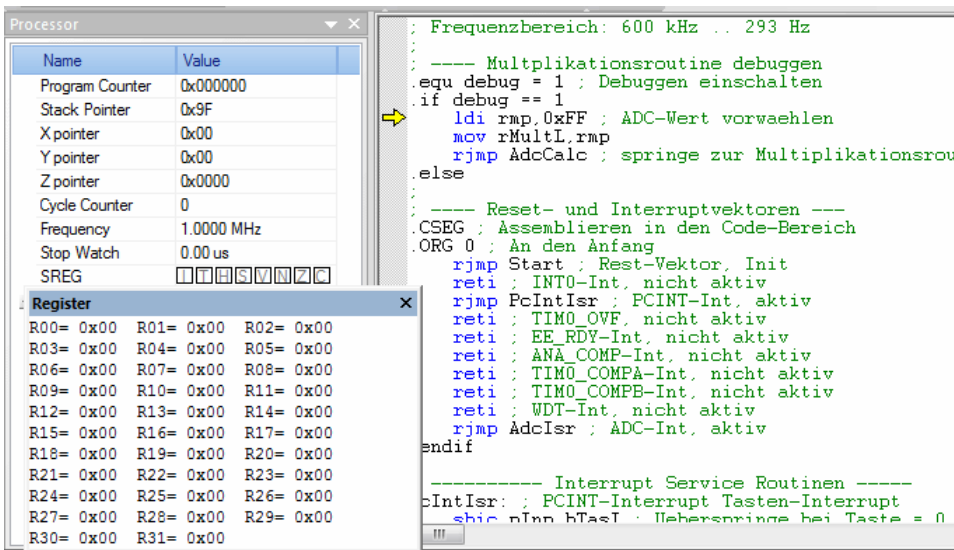 Processor
Name Value
Program Counter 0x000000
Stack Pointer 0x9F
X pointer 0x00
Y pointer 0x00
Z pointer 0x0000
Cycle Counter 0
Frequency 1.0000 MHz
Stop Watch 0.00 us
SREG I T H S V N Z C
Register
R00= 0x00 R01= 0x00 R02= 0x00
R03= 0x00 R04= 0x00 R05= 0x00
R06= 0x00 R07= 0x00 R08= 0x00
R09= 0x00 R10= 0x00 R11= 0x00
R12= 0x00 R13= 0x00 R14= 0x00
R15= 0x00 R16= 0x00 R17= 0x00
R18= 0x00 R19= 0x00 R20= 0x00
R21= 0x00 R22= 0x00 R23= 0x00
R24= 0x00 R25= 0x00 R26= 0x00
R27= 0x00 R28= 0x00 R29= 0x00
R30= 0x00 R31= 0x00
; Frequenzbereich: 600 kHz .. 293 Hz
;
; ---- Multplikationsroutine debuggen
.equ debug = 1 ; Debuggen einschalten
.if debug == 1
ldi rmp,0xFF ; ADC-Wert vorwaehlen
mov rMultL,rmp
rjmp AdcCalc ; springe zur Multiplikationsrou
.else
;
; ---- Reset- und Interruptvektoren ---
.CSEG ; Assemblieren in den Code-Bereich
.ORG 0 ; An den Anfang
rjmp Start ; Rest-Vektor, Init
reti ; INT0-Int, nicht aktiv
rjmp PcIntIsr ; PCINT-Int, aktiv
reti ; TIM0_OVF, nicht aktiv
reti ; EE_RDY-Int, nicht aktiv
reti ; ANA_COMP-Int, nicht aktiv
reti ; TIM0_COMPA-Int, nicht aktiv
reti ; TIM0_COMPB-Int, nicht aktiv
reti ; WDT-Int, nicht aktiv
rjmp AdcIsr ; ADC-Int, aktiv
endif
---------- Interrupt Service Routinen -----
cIntIsr: ; PCINT-Interrupt Tasten-Interrupt
sbic pInp,bTasI ; Ueberspringe bei Taste = 0